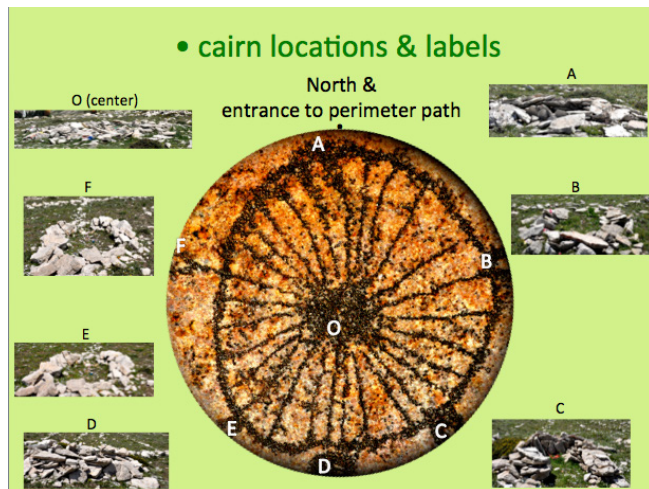 • cairn locations & labels
North &
entrance to perimeter path
O (center)
A
F
B
E
D
C
A
F
B
O
E
C
D